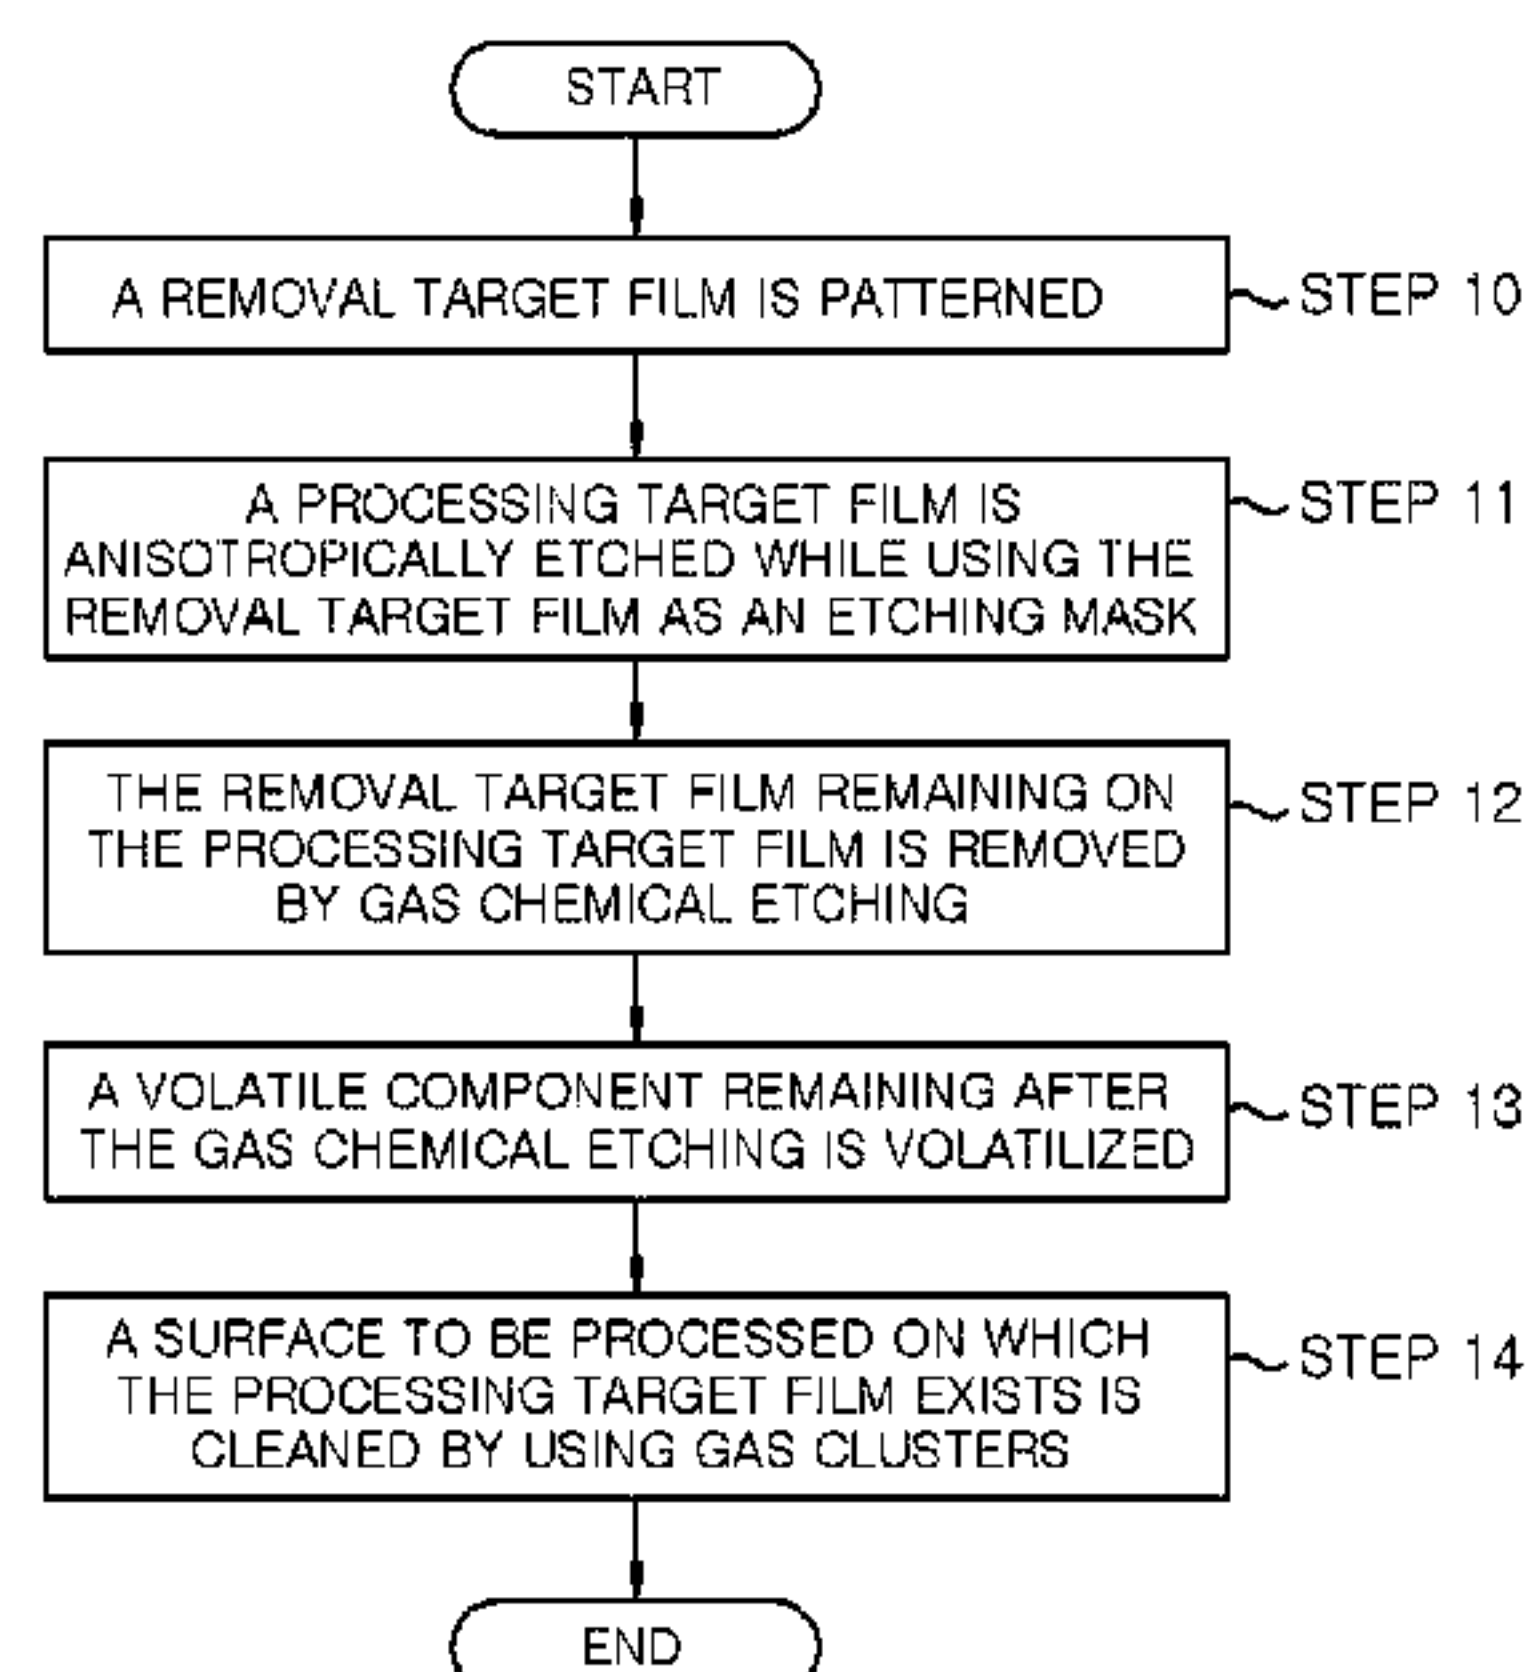 START
A REMOVAL TARGET FILM IS PATTERNED
STEP 10
A PROCESSING TARGET FILM IS
ANISOTROPICALLY ETCHED WHILE USING THE
REMOVAL TARGET FILM AS AN ETCHING MASK
STEP 11
THE REMOVAL TARGET FILM REMAINING ON
THE PROCESSING TARGET FILM IS REMOVED
BY GAS CHEMICAL ETCHING
STEP 12
A VOLATILE COMPONENT REMAINING AFTER
THE GAS CHEMICAL ETCHING IS VOLATILIZED
STEP 13
A SURFACE TO BE PROCESSED ON WHICH
THE PROCESSING TARGET FILM EXISTS IS
CLEANED BY USING GAS CLUSTERS
STEP 14
END